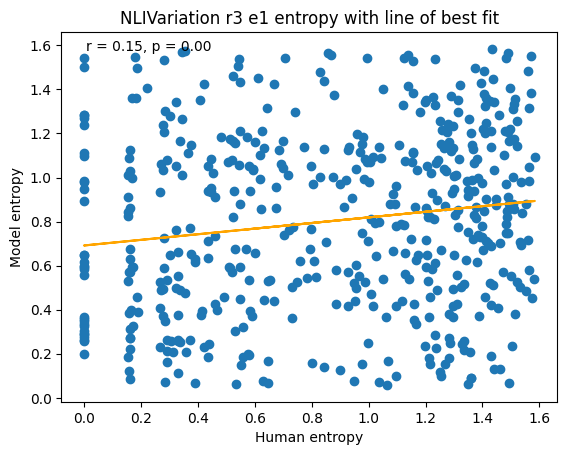 NLIVariation r3 e1 entropy with line of best fit
r = 0.15, p = 0.00
Model entropy
1.6
1.4
1.2
1.0
0.8
0.6
0.4
0.2
0.0
0.0 0.2 0.4 0.6 0.8 1.0 1.2 1.4 1.6
Human entropy